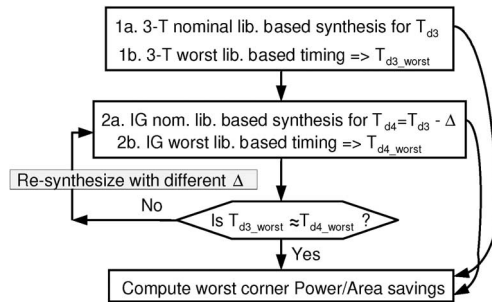 1a. 3-T nominal lib. based synthesis for T_d3
1b. 3-T worst lib. based timing => T_d3_worst
2a. IG nom. lib. based synthesis for T_d4=T_d3 - Δ
2b. IG worst lib. based timing => T_d4_worst
Re-synthesize with different Δ
No
Is T_d3_worst ≈T_d4_worst ?
Yes
Compute worst corner Power/Area savings